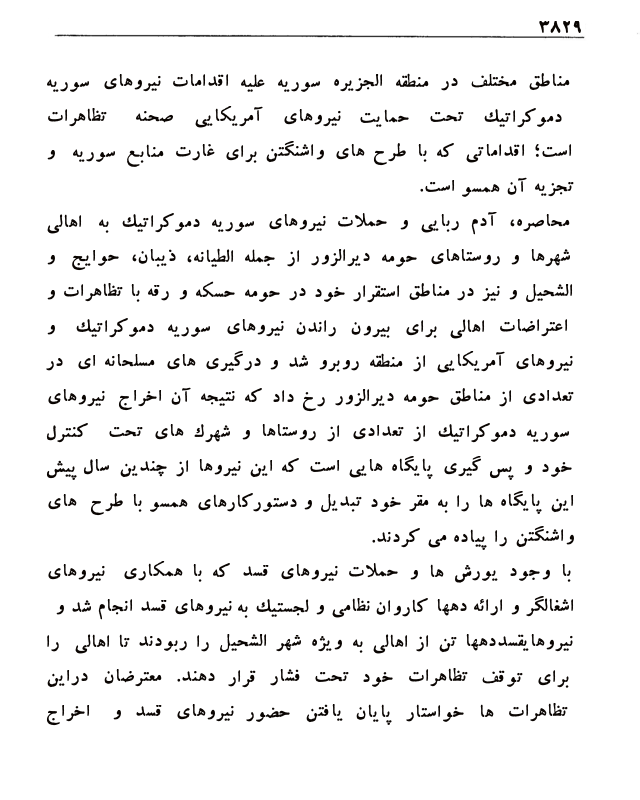 ۳۸۲۹
مناطق مختلف در منطقه الجزیره سوریه علیه اقدامات نیروهای سوریه
دموکراتیك تحت حمایت نیروهای آمریکایی صحنه تظاهرات
است؛ اقداماتی که با طرح های واشنگتن برای غارت منابع سوریه و
تجزیه آن همسو است.
محاصره، آدم ربایی و حملات نیروهای سوریه دموکراتیك به اهالی
شهرها و روستاهای حومه دیرالزور از جمله الطیانه، ذیبان، حوایج و
الشحیل و نیز در مناطق استقرار خود در حومه حسکه و رقه با تظاهرات و
اعتراضات اهالی برای بیرون راندن نیروهای سوریه دموکراتیك و
نیروهای آمریکایی از منطقه روبرو شد و درگیری های مسلحانه ای در
تعدادی از مناطق حومه دیرالزور رخ داد که نتیجه آن اخراج نیروهای
سوریه دموکراتیك از تعدادی از روستاها و شهرك های تحت کنترل
خود و پس گیری پایگاه هایی است که این نیروها از چندین سال پیش
این پایگاه ها را به مقر خود تبدیل و دستورکارهای همسو با طرح های
واشنگتن را پیاده می کردند.
با وجود یورش ها و حملات نیروهای قسد که با همکاری نیروهای
اشغالگر و ارائه دهها کاروان نظامی و لجستیك به نیروهای قسد انجام شد و
نیروهایقسددهها تن از اهالی به ویژه شهر الشحیل را ربودند تا اهالی را
برای توقف تظاهرات خود تحت فشار قرار دهند. معترضان دراین
تظاهرات ها خواستار پایان یافتن حضور نیروهای قسد و اخراج